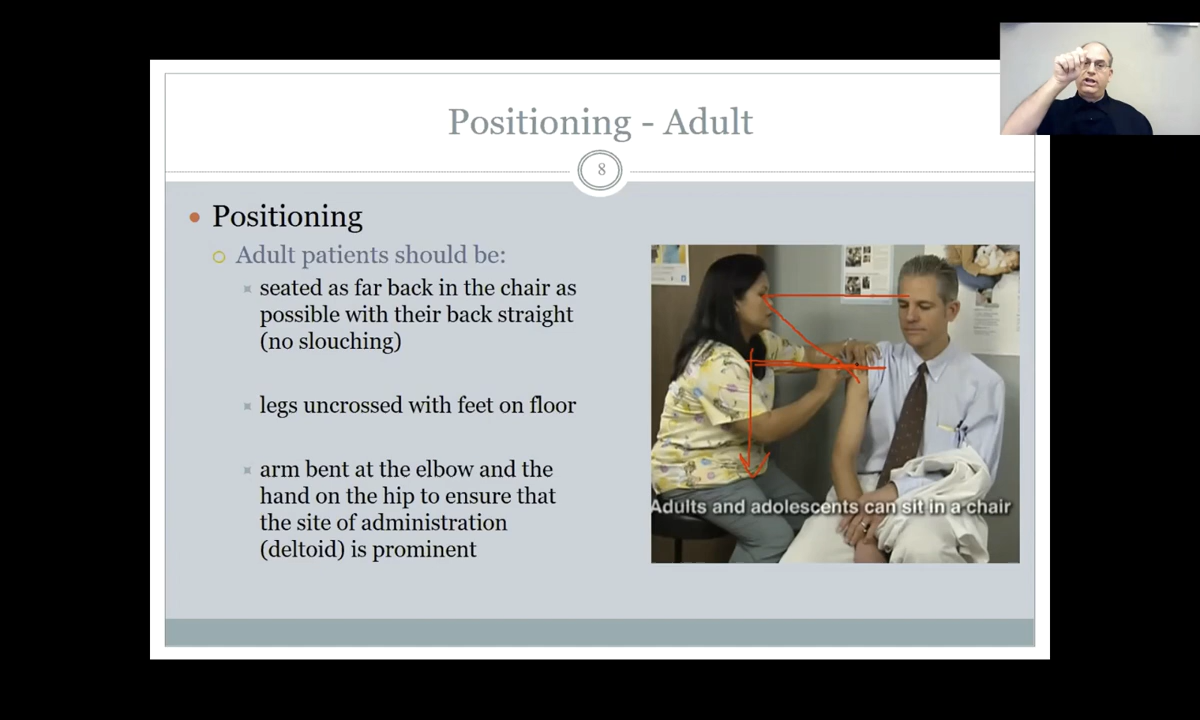 Positioning - Adult
8
Positioning
Adult patients should be:
seated as far back in the chair as
possible with their back straight
(no slouching)
legs uncrossed with feet on floor
arm bent at the elbow and the
hand on the hip to ensure that
the site of administration
(deltoid) is prominent
Adults and adolescents can sit in a chair